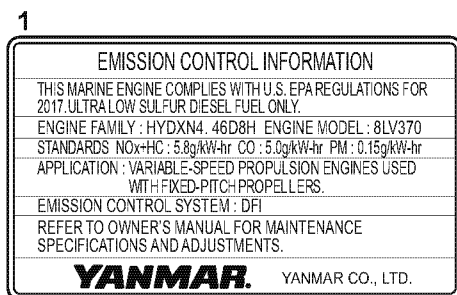 1
EMISSION CONTROL INFORMATION
THIS MARINE ENGINE COMPLIES WITH U.S. EPA REGULATIONS FOR
2017. ULTRA LOW SULFUR DIESEL FUEL ONLY.
ENGINE FAMILY : HYDXN4. 46D8H ENGINE MODEL : 8LV370
STANDARDS NOx+HC : 5.8g/kW-hr CO : 5.0g/kW-hr PM : 0.15g/kW-hr
APPLICATION : VARIABLE-SPEED PROPULSION ENGINES USED
WITH FIXED-PITCH PROPELLERS.
EMISSION CONTROL SYSTEM : DFI
REFER TO OWNER'S MANUAL FOR MAINTENANCE
SPECIFICATIONS AND ADJUSTMENTS.
YANMAR. YANMAR CO., LTD.